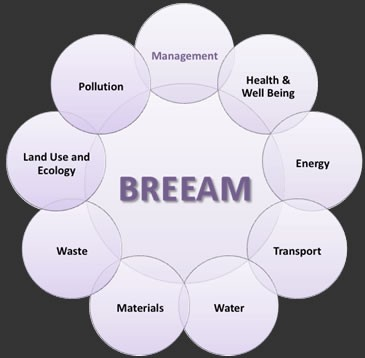 Management
Health &
Well Being
Energy
Transport
Water
Materials
Waste
Land Use and
Ecology
Pollution
BREEAM